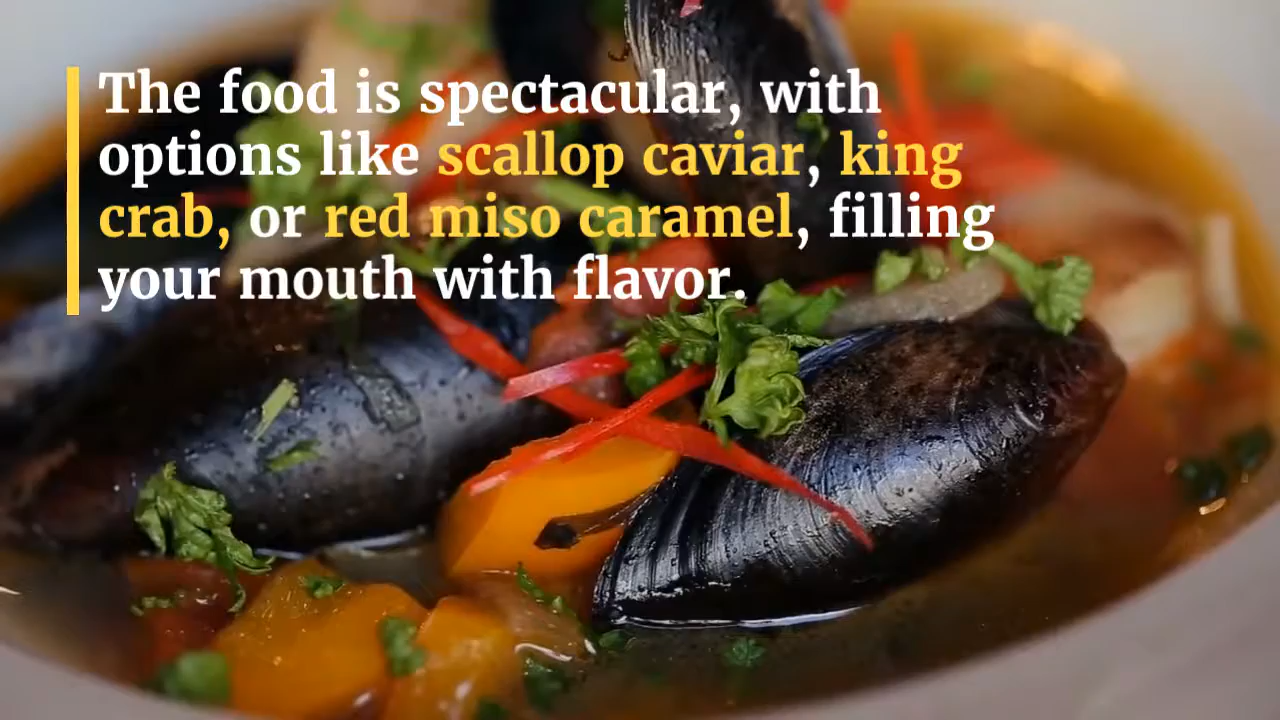 The food is spectacular, with
options like scallop caviar, king
crab, or red miso caramel, filling
your mouth with flavor.